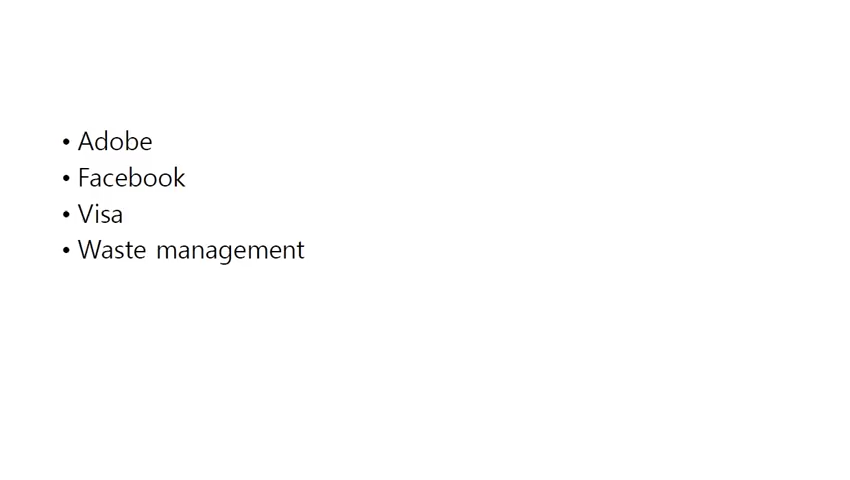 • Adobe
• Facebook
• Visa
• Waste management